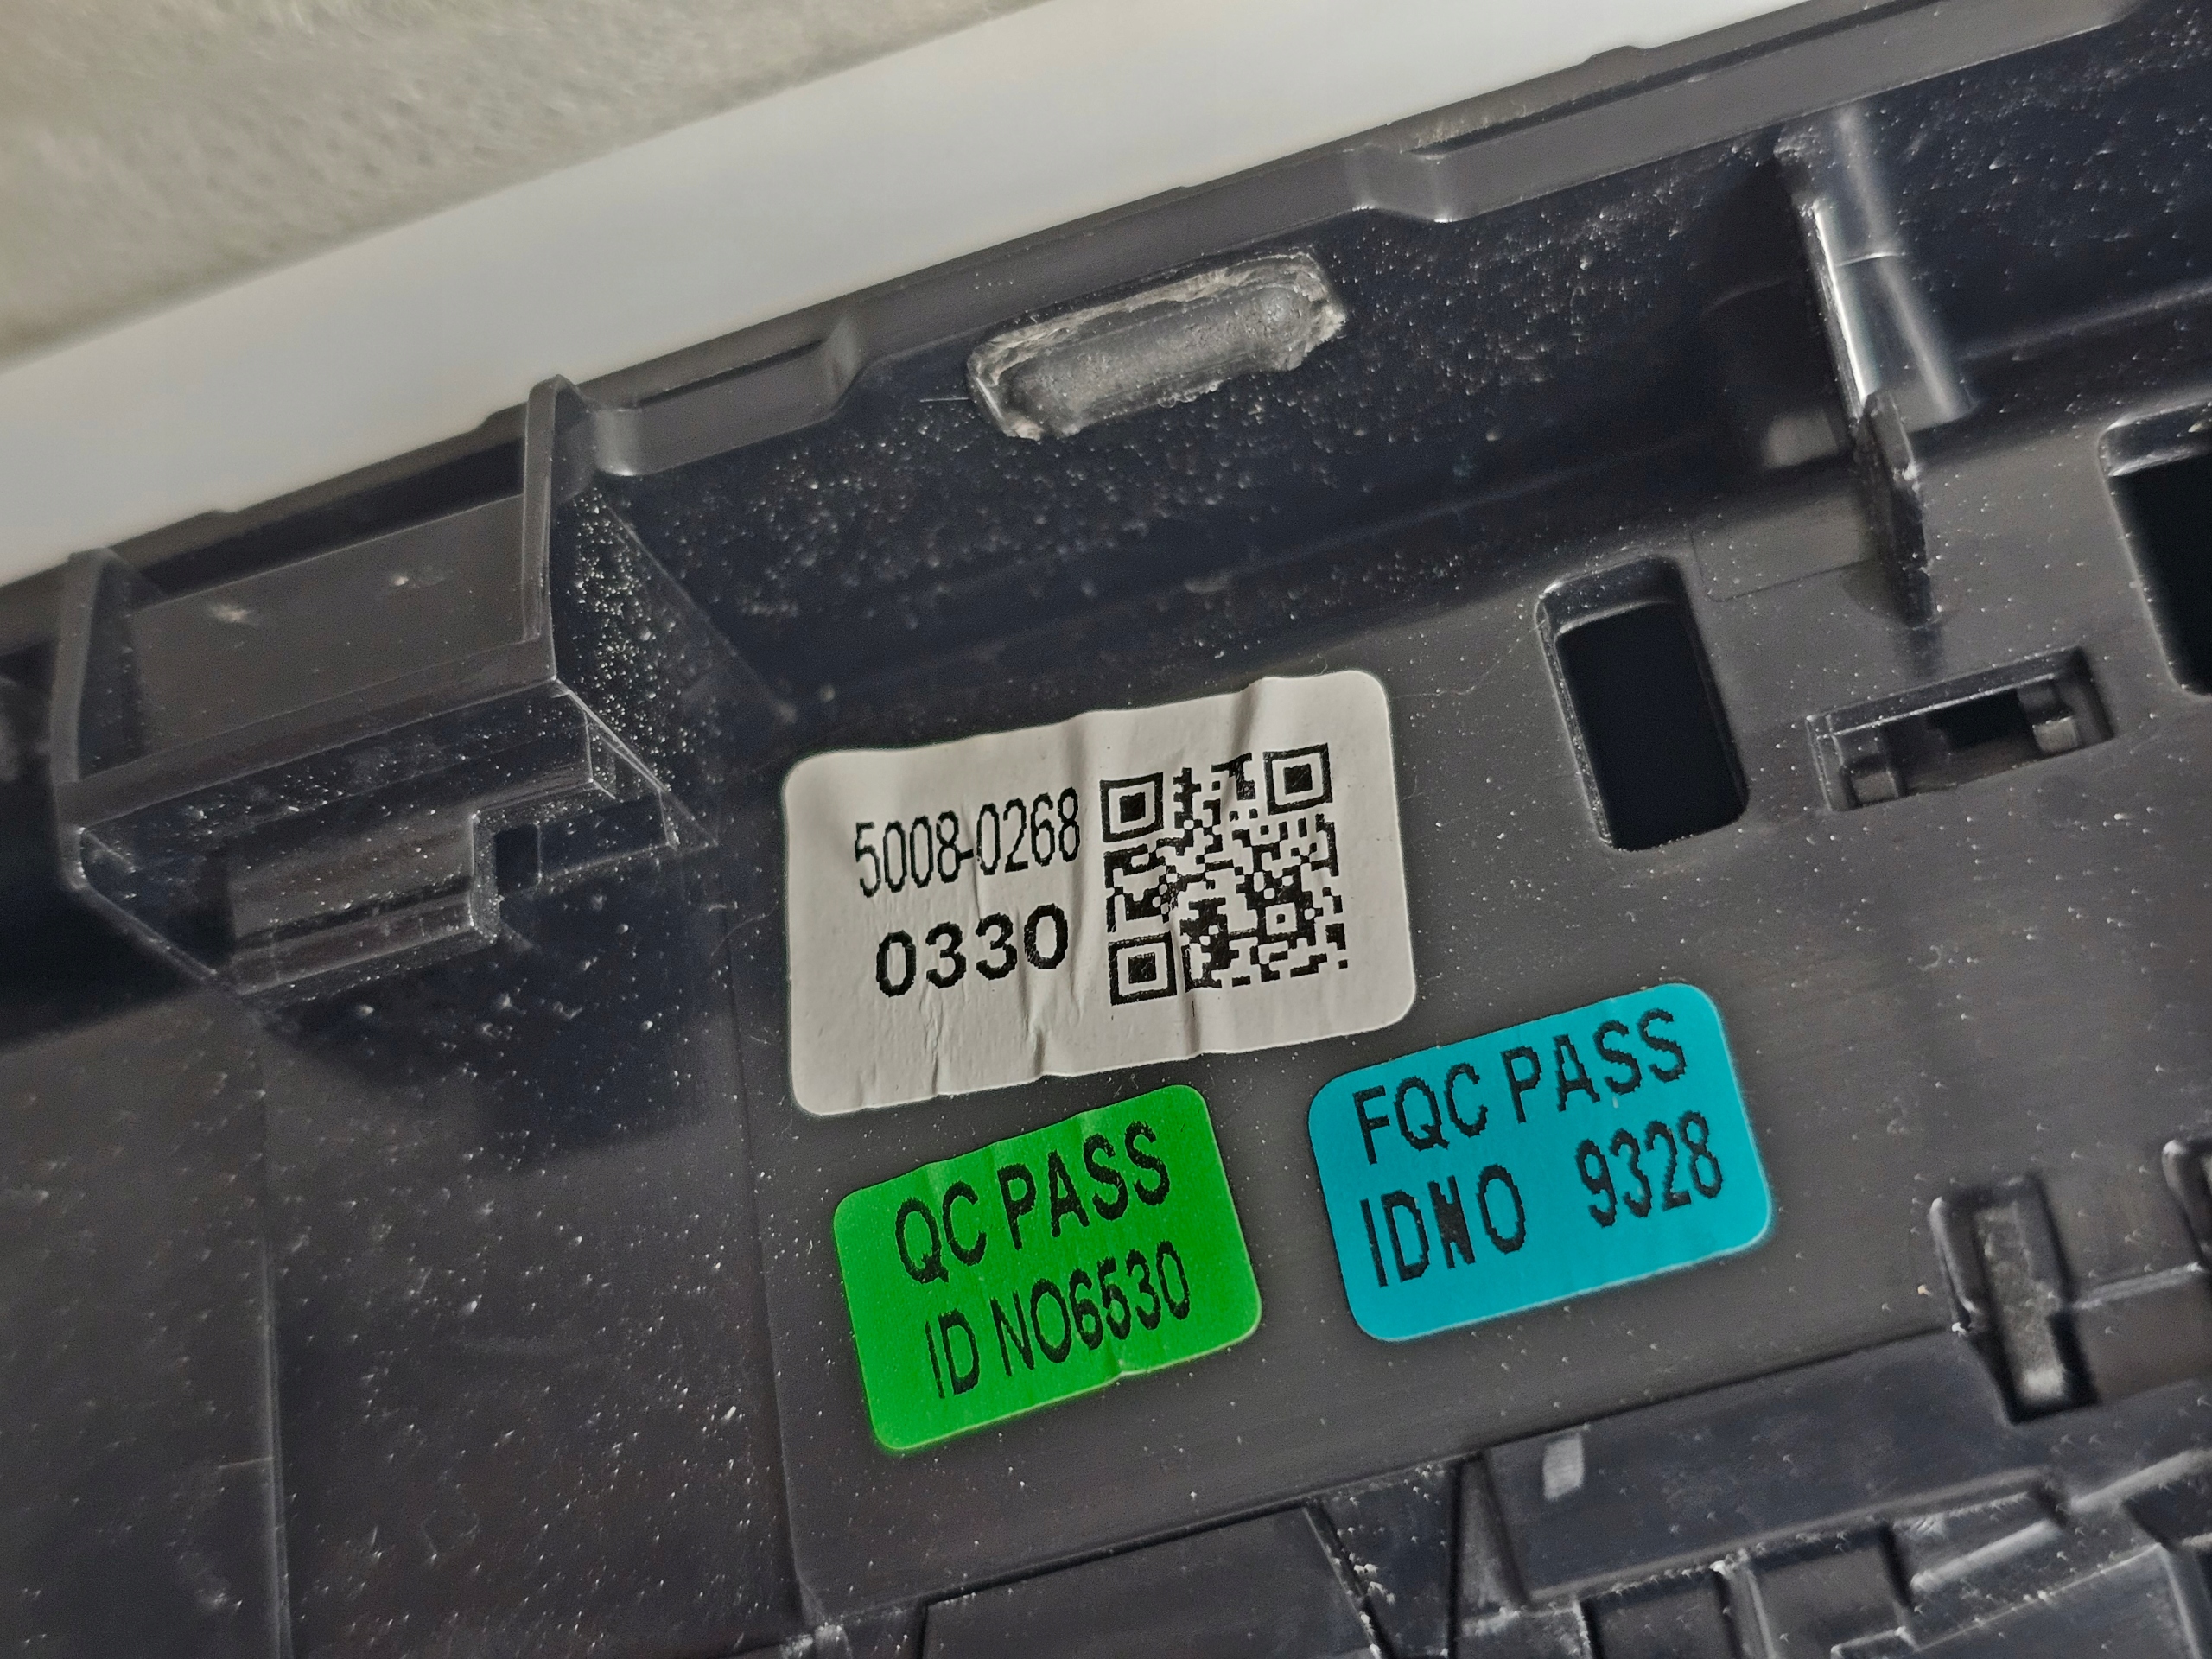 5008-0268
0330
QC PASS
ID NO6530
FQC PASS
IDNO 9328